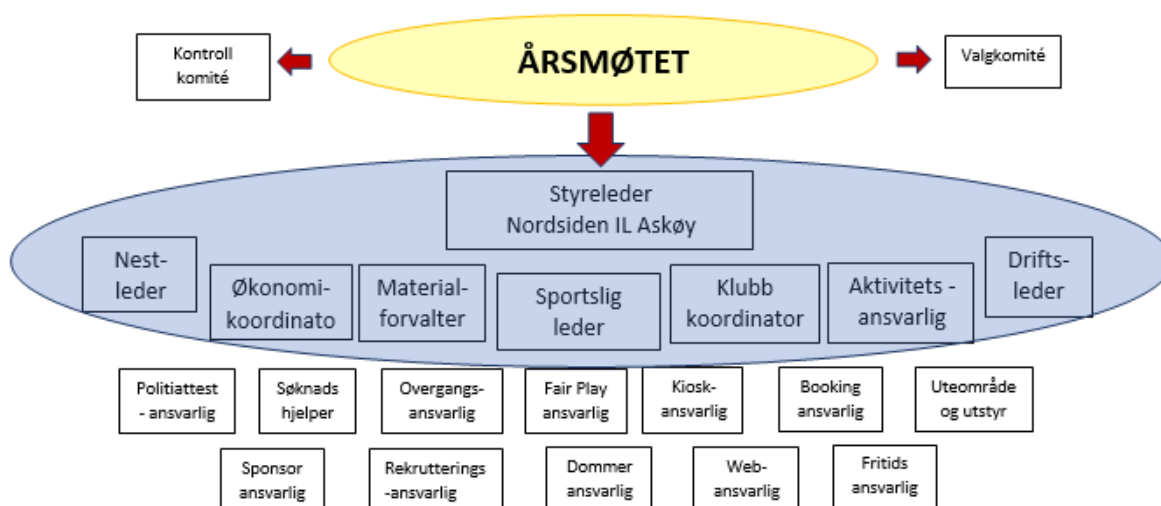 Kontroll
komité
ÅRSMØTET
Valgkomité
Styreleder
Nordsiden IL Askøy
Nest-
leder
Økonomi-
koordinato
Material-
forvalter
Sportslig
leder
Klubb
koordinator
Aktivitets -
ansvarlig
Drifts-
leder
Politiattest
- ansvarlig
Søknads
hjelper
Overgangs-
ansvarlig
Fair Play
ansvarlig
Kiosk-
ansvarlig
Booking
ansvarlig
Uteområde
og utstyr
Sponsor
ansvarlig
Rekrutterings
-ansvarlig
Dommer
ansvarlig
Web-
ansvarlig
Fritids
ansvarlig